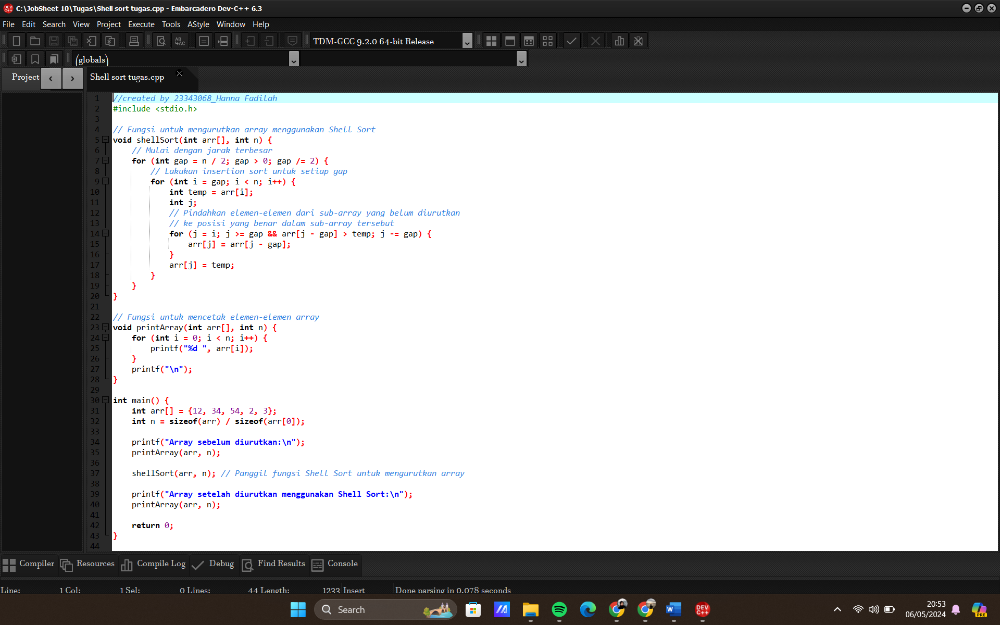 C:\JobSheet 10\Tugas\Shell sort tugas.cpp - Embarcadero Dev-C++ 6.3
File Edit Search View Project Execute Tools AStyle Window Help
TDM-GCC 9.2.0 64-bit Release
(globals)
Project Shell sort tugas.cpp
1 //created by 23343068_Hanna Fadilah
2 #include <stdio.h>
3
4 // Fungsi untuk mengurutkan array menggunakan Shell Sort
5 void shellSort(int arr[], int n) {
6     // Mulai dengan jarak terbesar
7     for (int gap = n / 2; gap > 0; gap /= 2) {
8         // Lakukan insertion sort untuk setiap gap
9         for (int i = gap; i < n; i++) {
10             int temp = arr[i];
11             int j;
12             // Pindahkan elemen-elemen dari sub-array yang belum diurutkan
13             // ke posisi yang benar dalam sub-array tersebut
14             for (j = i; j >= gap && arr[j - gap] > temp; j -= gap) {
15                 arr[j] = arr[j - gap];
16             }
17             arr[j] = temp;
18         }
19     }
20 }
21
22 // Fungsi untuk mencetak elemen-elemen array
23 void printArray(int arr[], int n) {
24     for (int i = 0; i < n; i++) {
25         printf("%d ", arr[i]);
26     }
27     printf("\n");
28 }
29
30 int main() {
31     int arr[] = {12, 34, 54, 2, 3};
32     int n = sizeof(arr) / sizeof(arr[0]);
33
34     printf("Array sebelum diurutkan:\n");
35     printArray(arr, n);
36
37     shellSort(arr, n); // Panggil fungsi Shell Sort untuk mengurutkan array
38
39     printf("Array setelah diurutkan menggunakan Shell Sort:\n");
40     printArray(arr, n);
41
42     return 0;
43 }
44
Compiler Resources Compile Log Debug Find Results Console
Line: 1 Col: 1 Sel: 0 Lines: 44 Length: 1233 Insert Done parsing in 0.078 seconds
Search
20:53
06/05/2024